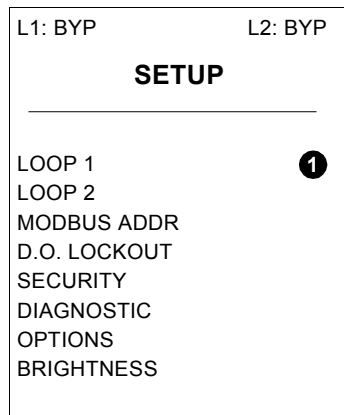 L1: BYP L2: BYP
SETUP
LOOP 1 1
LOOP 2
MODBUS ADDR
D.O. LOCKOUT
SECURITY
DIAGNOSTIC
OPTIONS
BRIGHTNESS